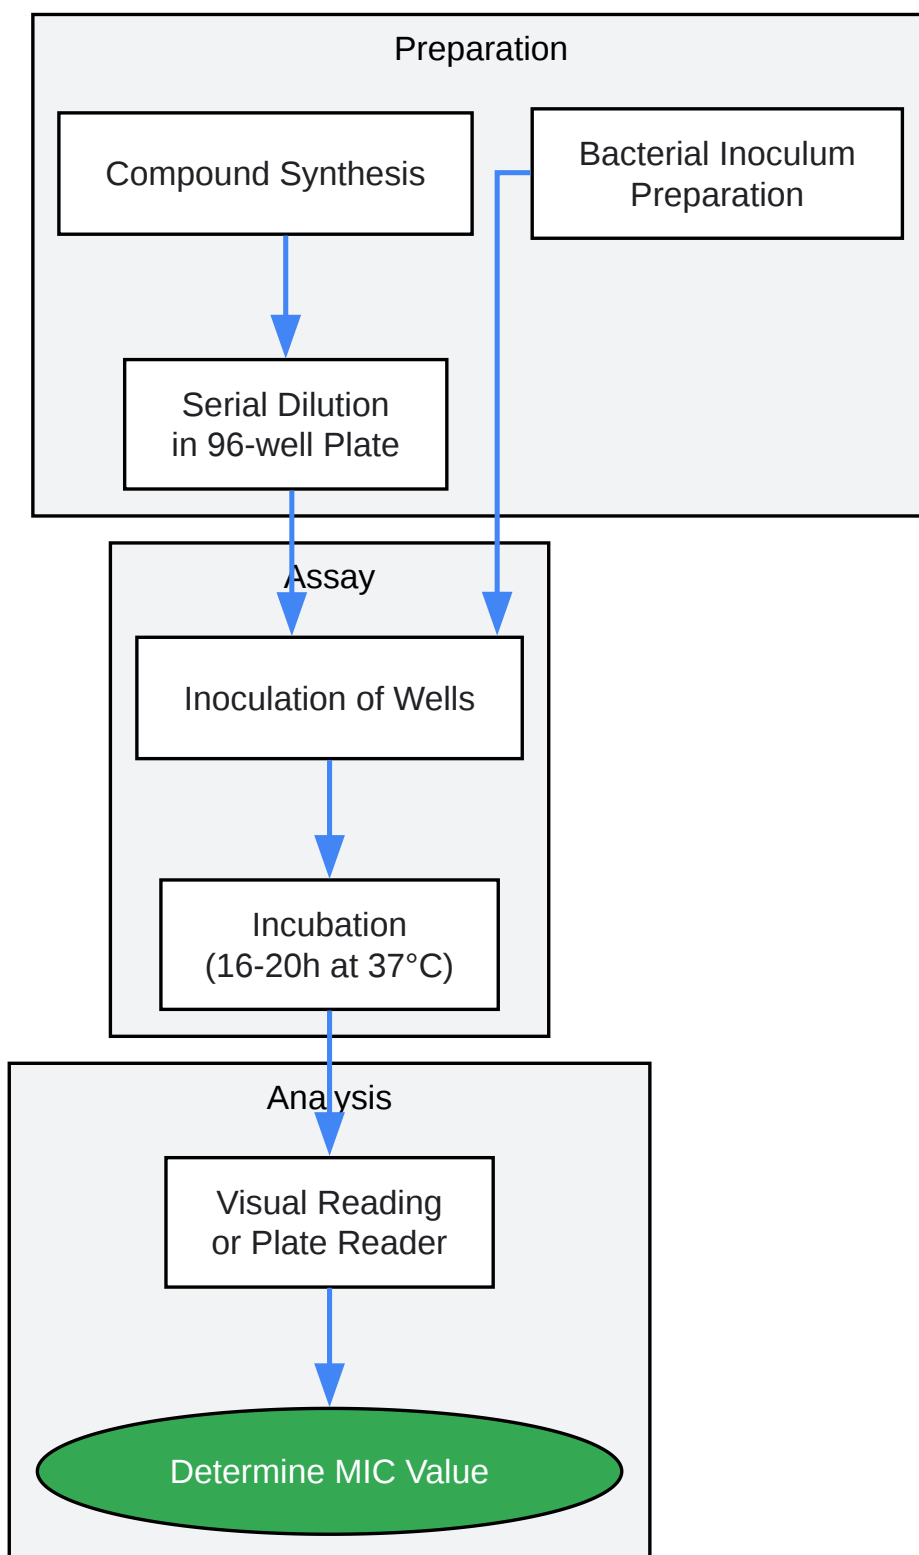 Preparation
Compound Synthesis
Bacterial Inoculum
Preparation
Serial Dilution
in 96-well Plate
Assay
Inoculation of Wells
Incubation
(16-20h at 37°C)
Analysis
Visual Reading
or Plate Reader
Determine MIC Value